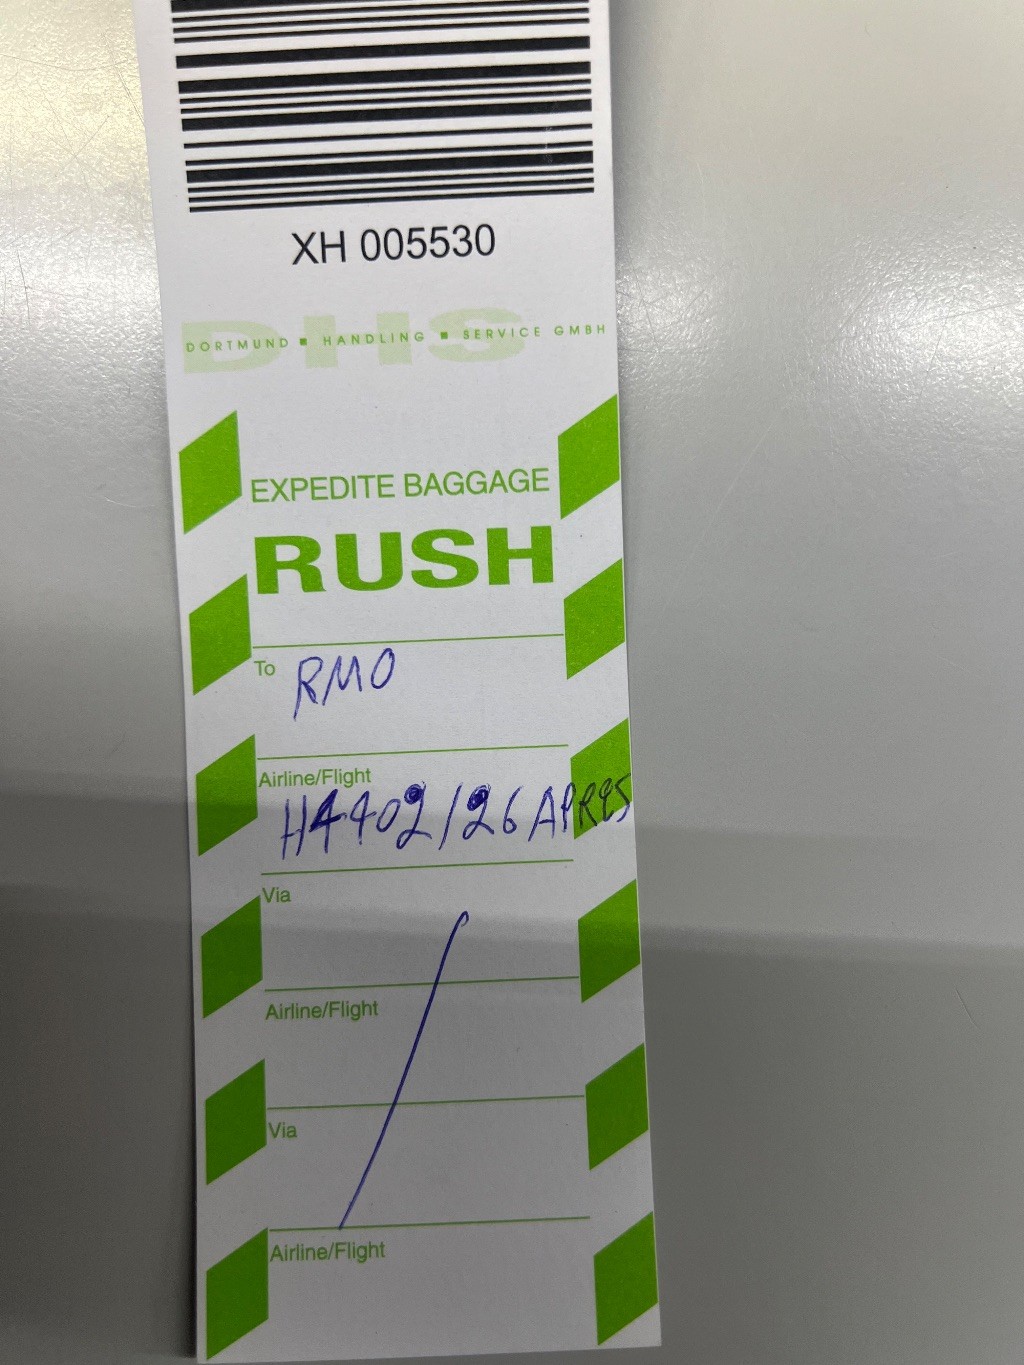 XH 005530
DHS
DORTMUND ■ HANDLING ■ SERVICE GMBH
EXPEDITE BAGGAGE
RUSH
To RMO
Airline/Flight
H4402/26APR25
Via
Airline/Flight
Via
Airline/Flight